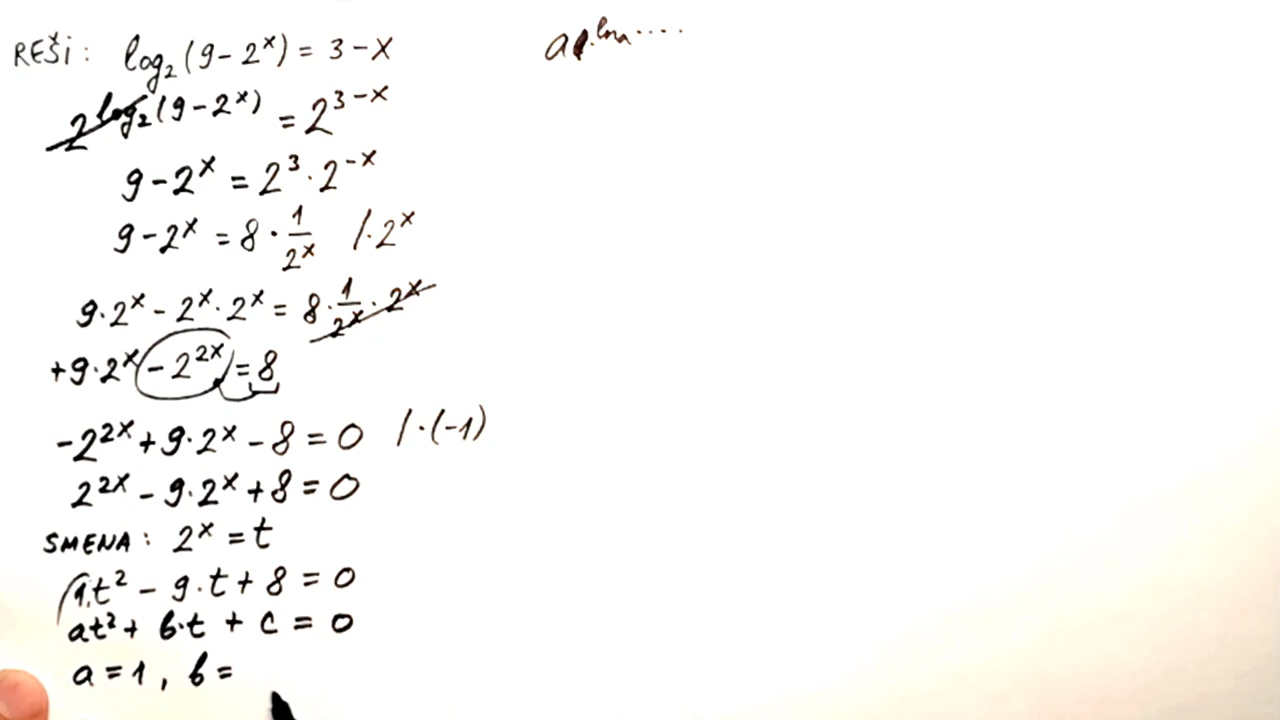 REŠi: log₂(9-2ˣ) = 3-x
2^log₂(9-2ˣ) = 2³⁻ˣ
9-2ˣ = 2³·2⁻ˣ
9-2ˣ = 8·1/2ˣ /·2ˣ
9·2ˣ - 2ˣ·2ˣ = 8·1/2ˣ·2ˣ
+9·2ˣ - 2²ˣ = 8
-2²ˣ + 9·2ˣ - 8 = 0 /·(-1)
2²ˣ - 9·2ˣ + 8 = 0
SMENA: 2ˣ = t
1·t² - 9·t + 8 = 0
at² + b·t + c = 0
a = 1, b =